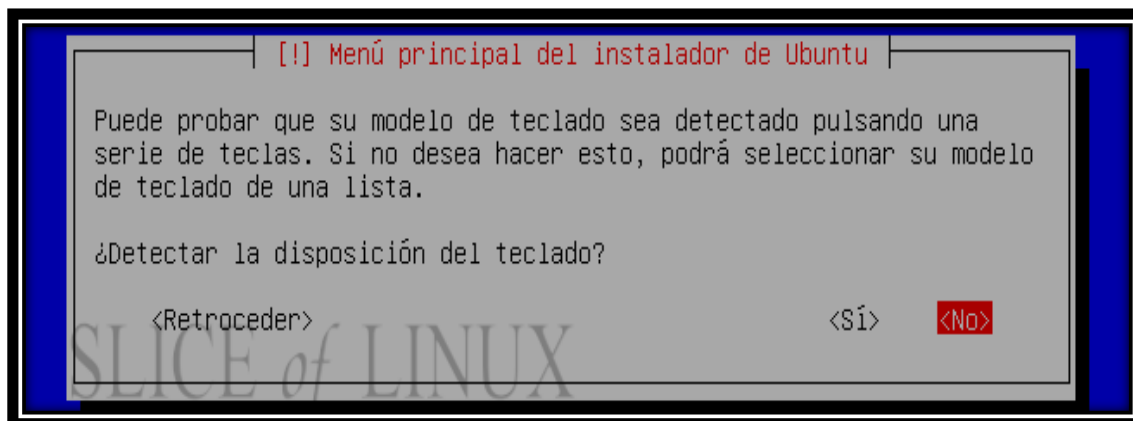 [!] Menú principal del instalador de Ubuntu
Puede probar que su modelo de teclado sea detectado pulsando una
serie de teclas. Si no desea hacer esto, podrá seleccionar su modelo
de teclado de una lista.
¿Detectar la disposición del teclado?
<Retroceder> <Sí> <No>
SLICE of LINUX